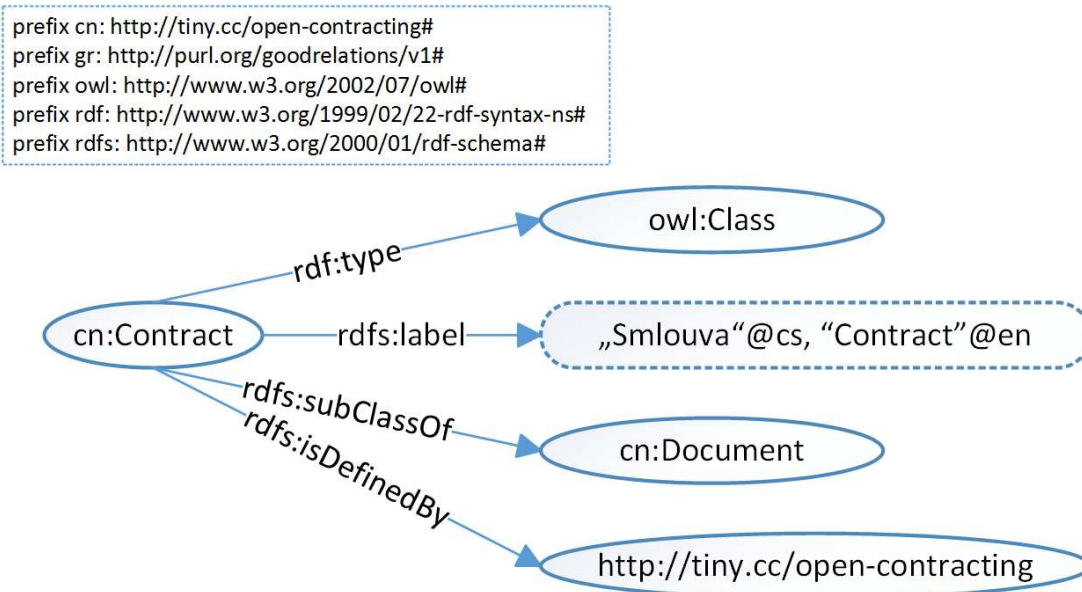 prefix cn: http://tiny.cc/open-contracting#
prefix gr: http://purl.org/goodrelations/v1#
prefix owl: http://www.w3.org/2002/07/owl#
prefix rdf: http://www.w3.org/1999/02/22-rdf-syntax-ns#
prefix rdfs: http://www.w3.org/2000/01/rdf-schema#
owl:Class
rdf:type
cn:Contract
rdfs:label
„Smlouva“@cs, “Contract”@en
rdfs:subClassOf
cn:Document
rdfs:isDefinedBy
http://tiny.cc/open-contracting